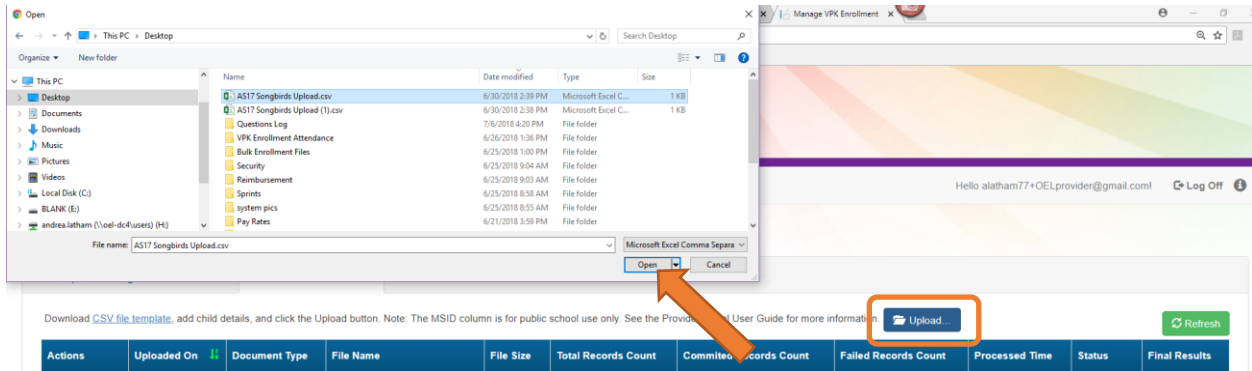 Open
Manage VPK Enrollment
This PC > Desktop
Search Desktop
Organize New folder
This PC
Desktop
Documents
Downloads
Music
Pictures
Videos
Local Disk (C:)
BLANK (E:)
andrea.latham (\\oel-dc4\users) (H:)
Name Date modified Type Size
AS17 Songbirds Upload.csv 6/30/2018 2:39 PM Microsoft Excel C... 1 KB
AS17 Songbirds Upload (1).csv 6/30/2018 2:38 PM Microsoft Excel C... 1 KB
Questions Log 7/6/2018 4:20 PM File folder
VPK Enrollment Attendance 6/26/2018 1:36 PM File folder
Bulk Enrollment Files 6/25/2018 1:00 PM File folder
Security 6/25/2018 9:04 AM File folder
Reimbursement 6/25/2018 9:03 AM File folder
Sprints 6/25/2018 8:58 AM File folder
system pics 6/25/2018 8:55 AM File folder
Pay Rates 6/21/2018 3:59 PM File folder
File name: AS17 Songbirds Upload.csv Microsoft Excel Comma Separa
Open Cancel
Hello alatham77+OELprovider@gmail.com! Log Off
Download CSV file template, add child details, and click the Upload button. Note: The MSID column is for public school use only. See the User Guide for more information. Upload...
Refresh
Actions Uploaded On Document Type File Name File Size Total Records Count Commited Records Count Failed Records Count Processed Time Status Final Results